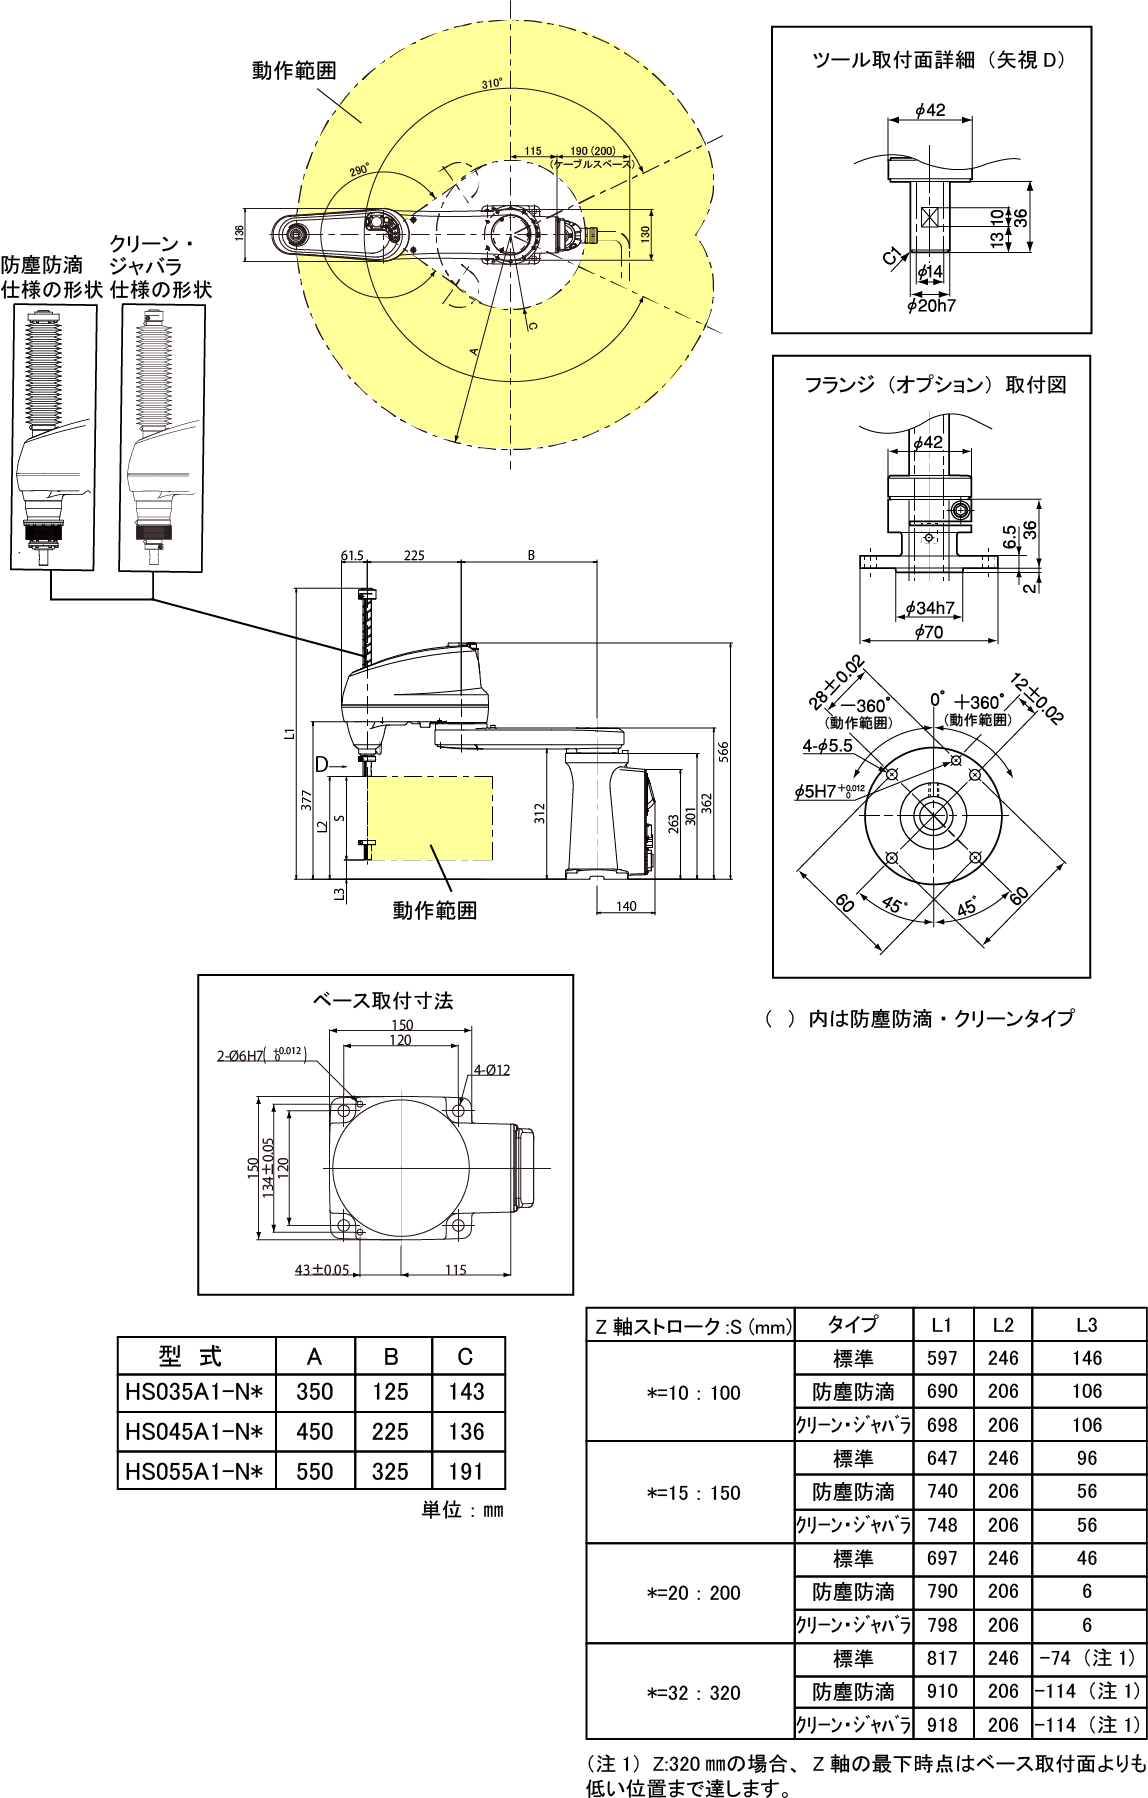 動作範囲
310°
115
190 (200)
(ケーブルスペース)
290°
136
130
C
A
クリーン・
ジャバラ
仕様の形状
防塵防滴
仕様の形状
ツール取付面詳細（矢視 D）
φ42
10
36
13
C1
φ14
φ20h7
フランジ（オプション）取付図
φ42
36
6.5
2
φ34h7
φ70
28±0.02
－360°
(動作範囲)
0°
＋360°
(動作範囲)
12±0.02
4-φ5.5
φ5H7 +0.012 0
60
45°
45°
60
（ ）内は防塵防滴・クリーンタイプ
61.5
225
B
L1
D
377
L2
S
L3
312
263
301
362
566
140
動作範囲
ベース取付寸法
150
120
2-Ø6H7( +0.012 0 )
4-Ø12
150
134±0.05
120
43±0.05
115
型 式 A B C
HS035A1-N* 350 125 143
HS045A1-N* 450 225 136
HS055A1-N* 550 325 191
単位：㎜
Z 軸ストローク:S (mm) タイプ L1 L2 L3
*=10：100 標準 597 246 146
防塵防滴 690 206 106
ｸﾘｰﾝ・ｼﾞｬﾊﾞﾗ 698 206 106
*=15：150 標準 647 246 96
防塵防滴 740 206 56
ｸﾘｰﾝ・ｼﾞｬﾊﾞﾗ 748 206 56
*=20：200 標準 697 246 46
防塵防滴 790 206 6
ｸﾘｰﾝ・ｼﾞｬﾊﾞﾗ 798 206 6
*=32：320 標準 817 246 -74（注 1）
防塵防滴 910 206 -114（注 1）
ｸﾘｰﾝ・ｼﾞｬﾊﾞﾗ 918 206 -114（注 1）
（注 1）Z:320 ㎜の場合、Z 軸の最下時点はベース取付面よりも
低い位置まで達します。